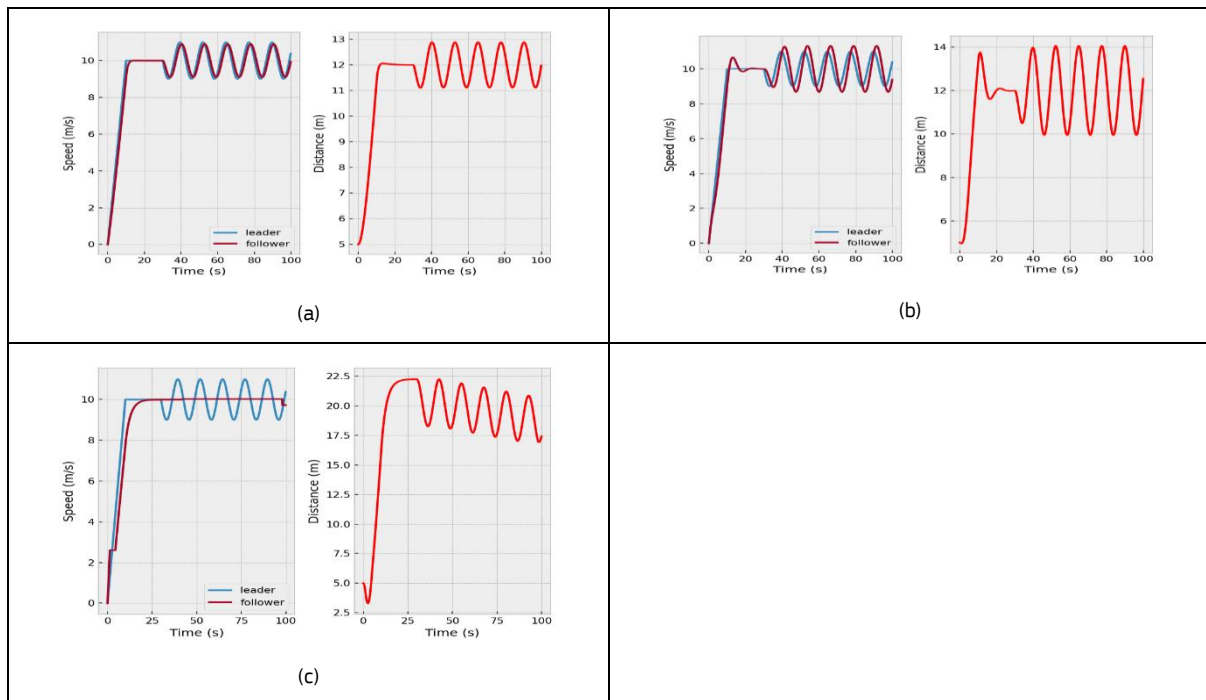 Speed (m/s)
10
8
6
4
2
0
0 20 40 60 80 100
Time (s)
leader
follower
Distance (m)
13
12
11
10
9
8
7
6
5
0 20 40 60 80 100
Time (s)
(a)
Speed (m/s)
10
8
6
4
2
0
0 20 40 60 80 100
Time (s)
leader
follower
Distance (m)
14
12
10
8
6
0 20 40 60 80 100
Time (s)
(b)
Speed (m/s)
10
8
6
4
2
0
0 25 50 75 100
Time (s)
leader
follower
Distance (m)
22.5
20.0
17.5
15.0
12.5
10.0
7.5
5.0
2.5
0 25 50 75 100
Time (s)
(c)